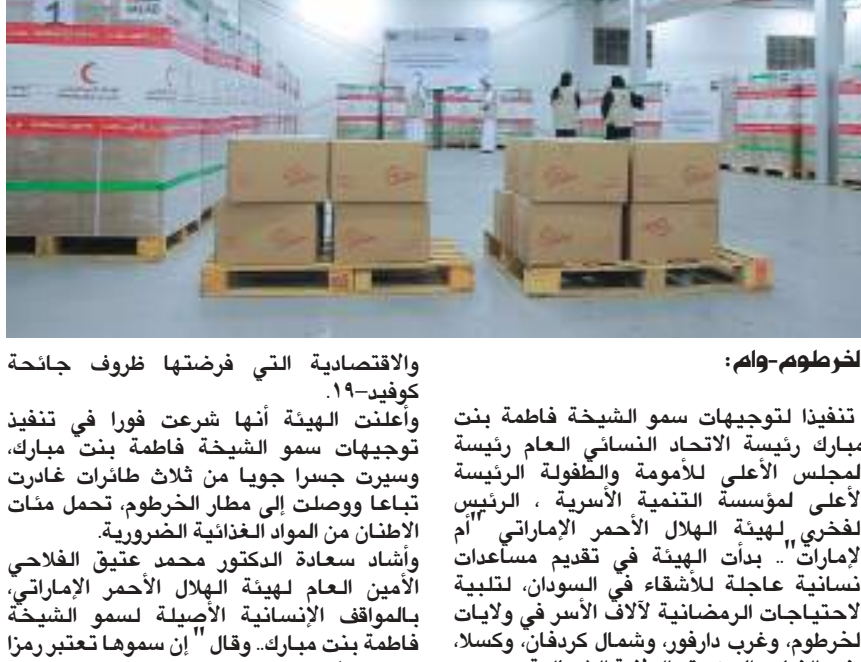 لخرطوم-وام:
تنفيذا لتوجيهات سمو الشيخة فاطمة بنت
مبارك رئيسة الاتحاد النسائي العام رئيسة
لمجلس الأعلى للأمومة والطفولة الرئيسة
لأعلى لمؤسسة التنمية الأسرية ، الرئيس
لفخري لهيئة الهلال الأحمر الإماراتي "أم
لإمارات".. بدأت الهيئة في تقديم مساعدات
نسانية عاجلة للأشقاء في السودان، لتلبية
لاحتياجات الرمضانية لآلاف الأسر في ولايات
لخرطوم، وغرب دارفور، وشمال كردفان، وكسلا،
والاقتصادية التي فرضتها ظروف جائحة
كوفيد-١٩.
وأعلنت الهيئة أنها شرعت فورا في تنفيذ
توجيهات سمو الشيخة فاطمة بنت مبارك،
وسيرت جسرا جويا من ثلاث طائرات غادرت
تباعا ووصلت إلى مطار الخرطوم، تحمل مئات
الاطنان من المواد الغذائية الضرورية.
وأشاد سعادة الدكتور محمد عتيق الفلاحي
الأمين العام لهيئة الهلال الأحمر الإماراتي،
بالمواقف الإنسانية الأصيلة لسمو الشيخة
فاطمة بنت مبارك.. وقال " إن سموها تعتبر رمزا